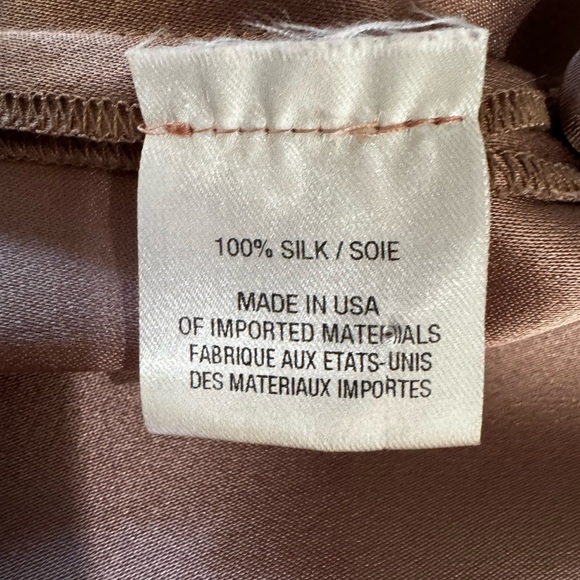 100% SILK / SOIE
MADE IN USA
OF IMPORTED MATERIALS
FABRIQUE AUX ETATS-UNIS
DES MATERIAUX IMPORTES